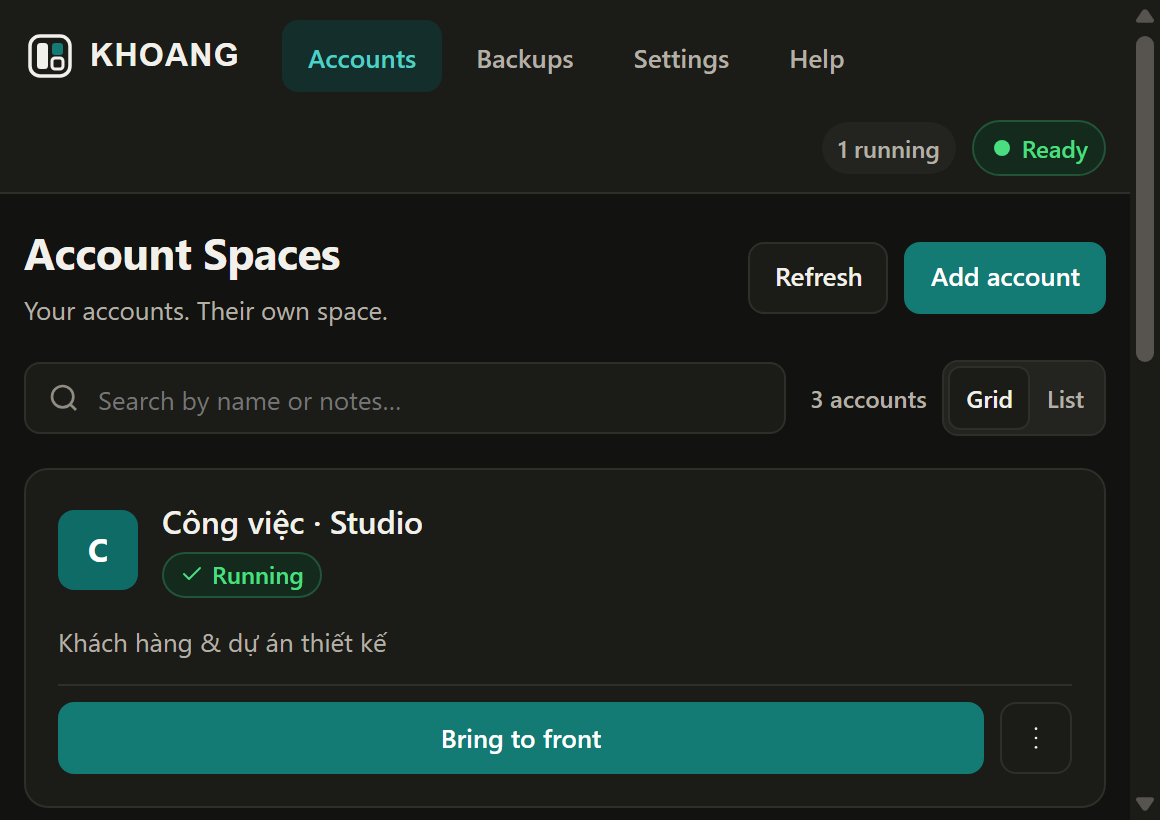 KHOANG
Accounts
Backups
Settings
Help
1 running
Ready
Account Spaces
Your accounts. Their own space.
Refresh
Add account
Search by name or notes...
3 accounts
Grid
List
C
Công việc · Studio
Running
Khách hàng & dự án thiết kế
Bring to front